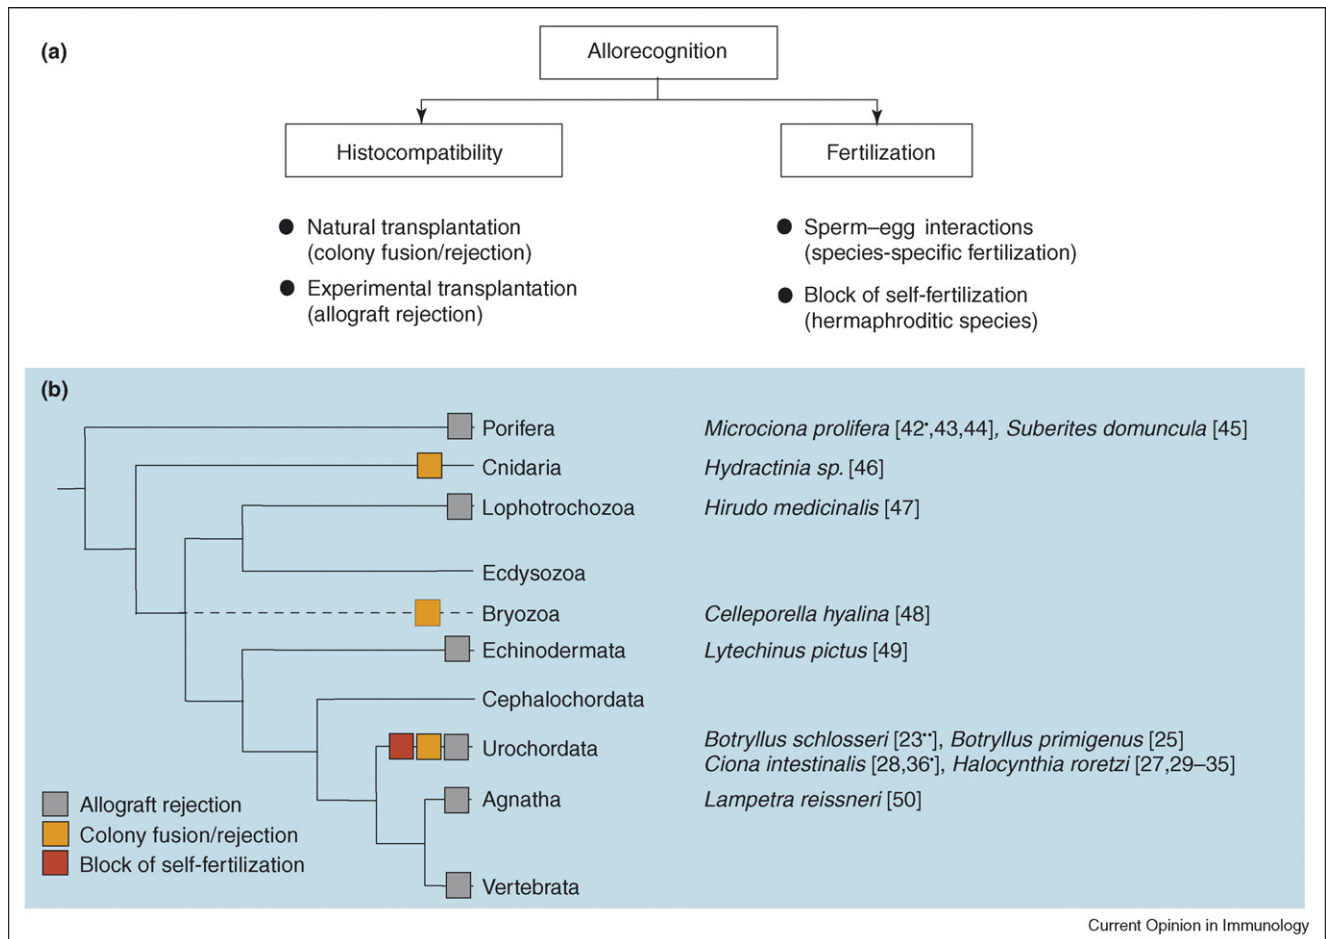 (a)
Allorecognition
Histocompatibility
Fertilization
● Natural transplantation
(colony fusion/rejection)
● Experimental transplantation
(allograft rejection)
● Sperm–egg interactions
(species-specific fertilization)
● Block of self-fertilization
(hermaphroditic species)
(b)
Porifera Microciona prolifera [42•,43,44], Suberites domuncula [45]
Cnidaria Hydractinia sp. [46]
Lophotrochozoa Hirudo medicinalis [47]
Ecdysozoa
Bryozoa Celleporella hyalina [48]
Echinodermata Lytechinus pictus [49]
Cephalochordata
Urochordata Botryllus schlosseri [23••], Botryllus primigenus [25]
Ciona intestinalis [28,36•], Halocynthia roretzi [27,29–35]
Agnatha Lampetra reissneri [50]
Vertebrata
Allograft rejection
Colony fusion/rejection
Block of self-fertilization
Current Opinion in Immunology